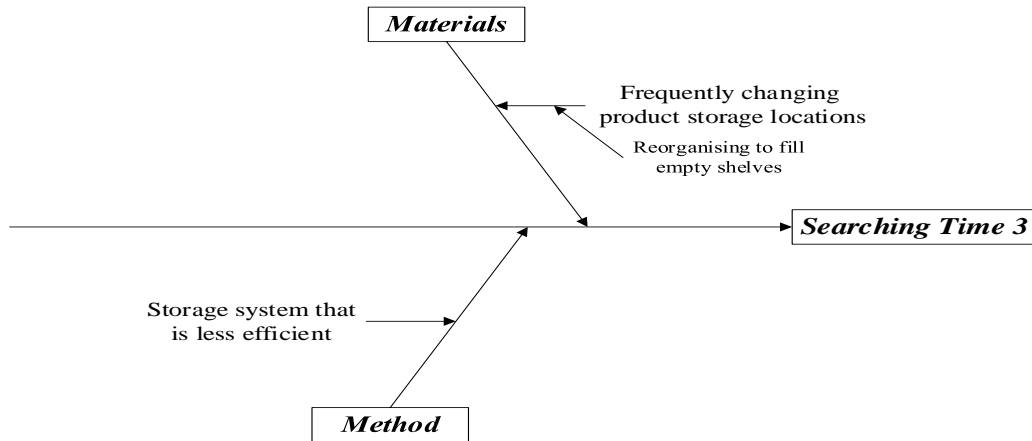 Materials
Frequently changing
product storage locations
Reorganising to fill
empty shelves
Searching Time 3
Storage system that
is less efficient
Method